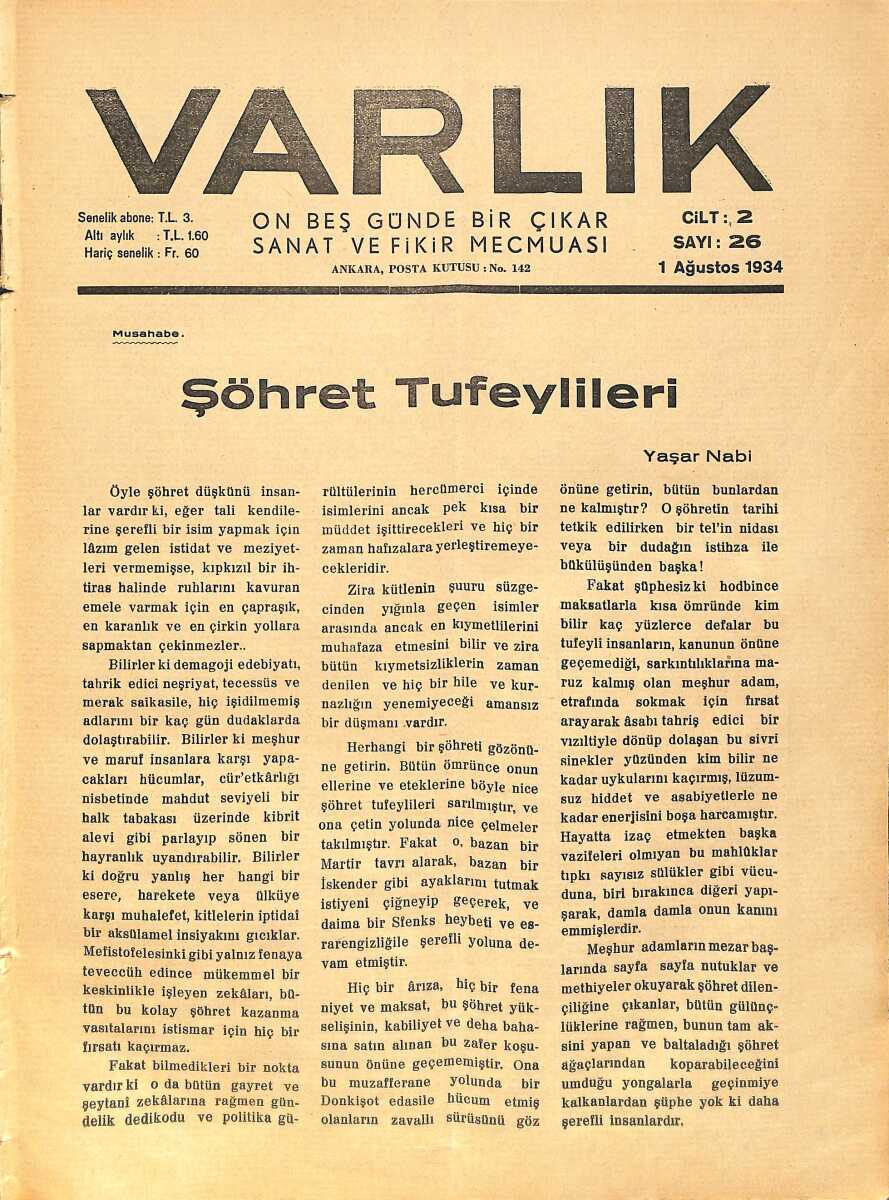 VARLIK
Senelik abone: T.L. 3.
Altı aylık : T.L. 1.60
Hariç senelik : Fr. 60
ON BEŞ GÜNDE BİR ÇIKAR
SANAT VE FİKİR MECMUASI
ANKARA, POSTA KUTUSU : No. 142
CİLT : 2
SAYI : 26
1 Ağustos 1934
Musahabe.
Şöhret Tufeylileri
Yaşar Nabi
Öyle şöhret düşkünü insan-
lar vardır ki, eğer tali kendile-
rine şerefli bir isim yapmak için
lâzım gelen istidat ve meziyet-
leri vermemişse, kıpkızıl bir ih-
tiras halinde ruhlarını kavuran
emele varmak için en çapraşık,
en karanlık ve en çirkin yollara
sapmaktan çekinmezler..
Bilirler ki demagoji edebiyatı,
tahrik edici neşriyat, tecessüs ve
merak saikasile, hiç işidilmemiş
adlarını bir kaç gün dudaklarda
dolaştırabilir. Bilirler ki meşhur
ve maruf insanlara karşı yapa-
cakları hücumlar, cür'etkârlığı
nisbetinde mahdut seviyeli bir
halk tabakası üzerinde kibrit
alevi gibi parlayıp sönen bir
hayranlık uyandırabilir. Bilirler
ki doğru yanlış her hangi bir
esere, harekete veya ülküye
karşı muhalefet, kitlelerin iptidaî
bir aksülamel insiyakını gıcıklar.
Mefistofelesinki gibi yalnız fenaya
teveccüh edince mükemmel bir
keskinlikle işleyen zekâları, bü-
tün bu kolay şöhret kazanma
vasıtalarını istismar için hiç bir
fırsatı kaçırmaz.
Fakat bilmedikleri bir nokta
vardır ki o da bütün gayret ve
şeytanî zekâlarına rağmen gün-
delik dedikodu ve politika gü-
rültülerinin hercümerci içinde
isimlerini ancak pek kısa bir
müddet işittirecekleri ve hiç bir
zaman hafızalara yerleştiremeye-
cekleridir.
Zira kütlenin şuuru süzge-
cinden yığınla geçen isimler
arasında ancak en kıymetlilerini
muhafaza etmesini bilir ve zira
bütün kıymetsizliklerin zaman
denilen ve hiç bir hile ve kur-
nazlığın yenemiyeceği amansız
bir düşmanı vardır.
Herhangi bir şöhreti gözönü-
ne getirin. Bütün ömrünce onun
ellerine ve eteklerine böyle nice
şöhret tufeylileri sarılmıştır, ve
ona çetin yolunda nice çelmeler
takılmıştır. Fakat o, bazan bir
Martir tavrı alarak, bazan bir
İskender gibi ayaklarını tutmak
istiyeni çiğneyip geçerek, ve
daima bir Sfenks heybeti ve es-
rarengizliğile şerefli yoluna de-
vam etmiştir.
Hiç bir ârıza, hiç bir fena
niyet ve maksat, bu şöhret yük-
selişinin, kabiliyet ve deha baha-
sına satın alınan bu zafer koşu-
sunun önüne geçememiştir. Ona
bu muzafferane yolunda bir
Donkişot edasile hücum etmiş
olanların zavallı sürüsünü göz
önüne getirin, bütün bunlardan
ne kalmıştır? O şöhretin tarihi
tetkik edilirken bir tel'in nidası
veya bir dudağın istihza ile
bükülüşünden başka!
Fakat şüphesiz ki hodbince
maksatlarla kısa ömründe kim
bilir kaç yüzlerce defalar bu
tufeyli insanların, kanunun önüne
geçemediği, sarkıntılıklarına ma-
ruz kalmış olan meşhur adam,
etrafında sokmak için fırsat
arayarak âsabı tahriş edici bir
vızıltiyle dönüp dolaşan bu sivri
sinekler yüzünden kim bilir ne
kadar uykularını kaçırmış, lüzum-
suz hiddet ve asabiyetlerle ne
kadar enerjisini boşa harcamıştır.
Hayatta izaç etmekten başka
vazifeleri olmıyan bu mahlûklar
tıpkı sayısız sülükler gibi vücu-
duna, biri bırakınca diğeri yapı-
şarak, damla damla onun kanını
emmişlerdir.
Meşhur adamların mezar baş-
larında sayfa sayfa nutuklar ve
methiyeler okuyarak şöhret dilen-
çiliğine çıkanlar, bütün gülünç-
lüklerine rağmen, bunun tam ak-
sini yapan ve baltaladığı şöhret
ağaçlarından koparabileceğini
umduğu yongalarla geçinmiye
kalkanlardan şüphe yok ki daha
şerefli insanlardır.